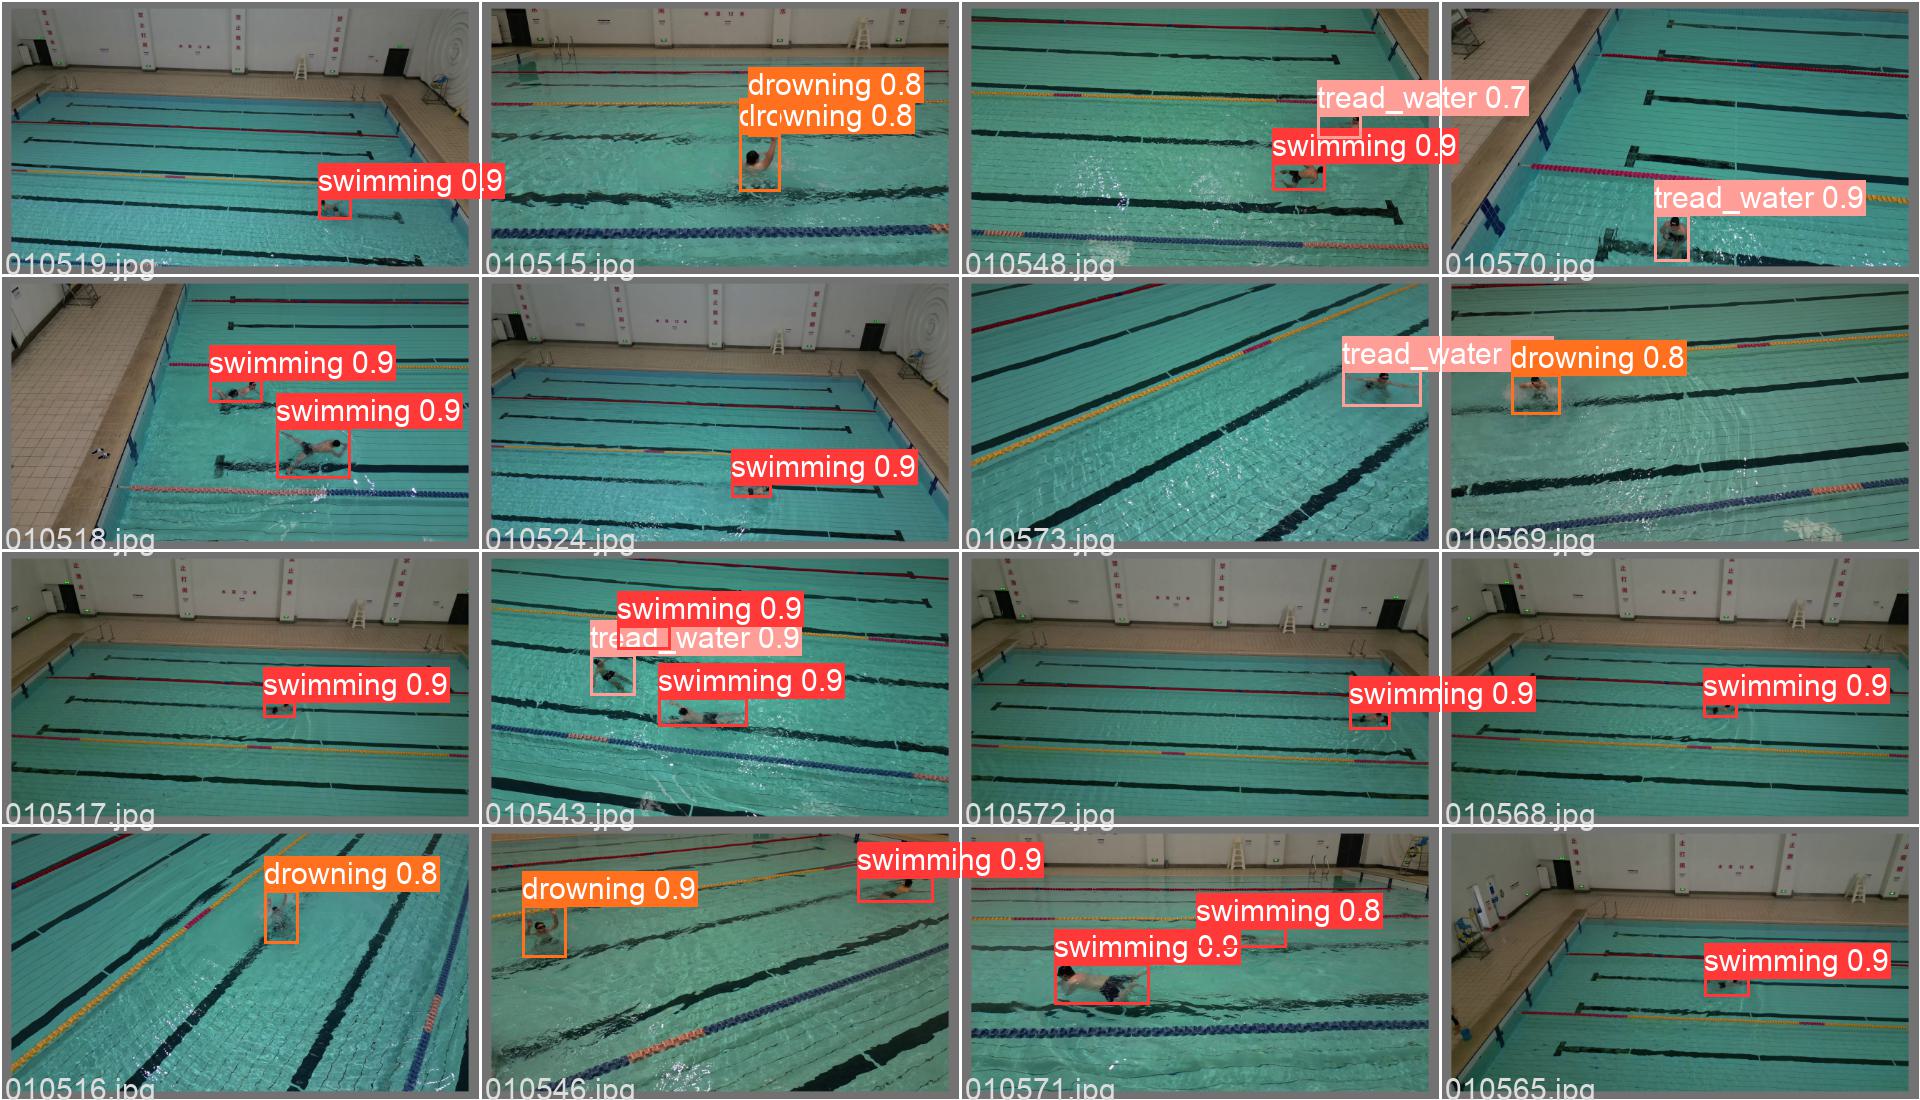 swimming 0.9
010519.jpg
drowning 0.8
drowning 0.8
010515.jpg
tread_water 0.7
swimming 0.9
010548.jpg
tread_water 0.9
010570.jpg
swimming 0.9
swimming 0.9
010518.jpg
swimming 0.9
010524.jpg
tread_water
010573.jpg
drowning 0.8
010569.jpg
swimming 0.9
010517.jpg
swimming 0.9
tread_water 0.9
swimming 0.9
010543.jpg
swimming 0.9
010572.jpg
swimming 0.9
010568.jpg
drowning 0.8
010516.jpg
drowning 0.9
swimming 0.9
010546.jpg
swimming 0.8
swimming 0.9
010571.jpg
swimming 0.9
010565.jpg